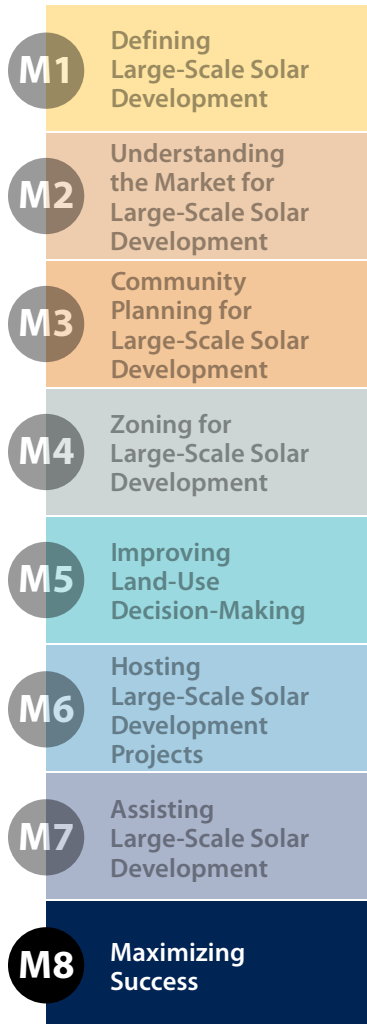 M1
Defining
Large-Scale Solar
Development
M2
Understanding
the Market for
Large-Scale Solar
Development
M3
Community
Planning for
Large-Scale Solar
Development
M4
Zoning for
Large-Scale Solar
Development
M5
Improving
Land-Use
Decision-Making
M6
Hosting
Large-Scale Solar
Development
Projects
M7
Assisting
Large-Scale Solar
Development
M8
Maximizing
Success